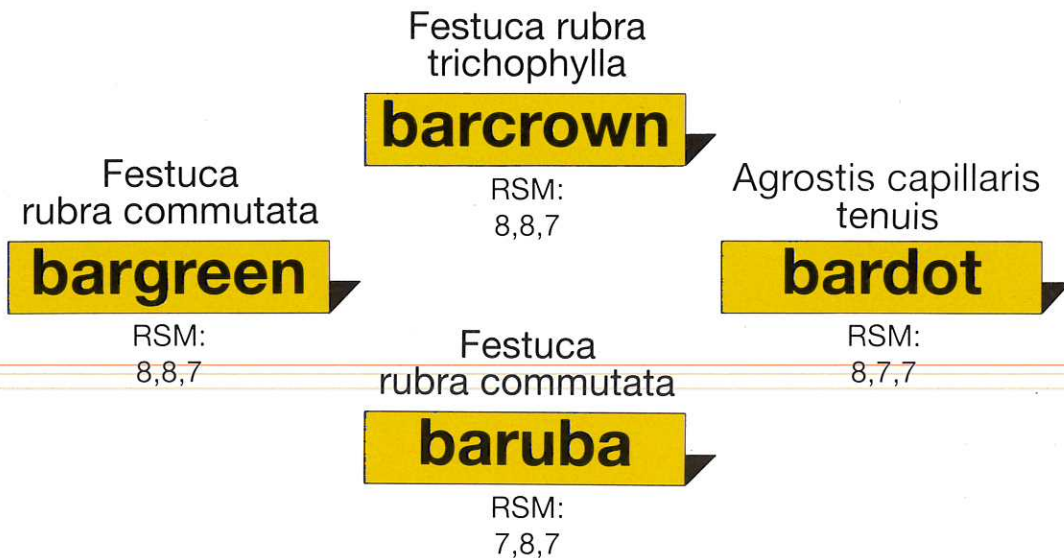 Festuca rubra
trichophylla
barcrown
RSM:
8,8,7
Festuca
rubra commutata
bargreen
RSM:
8,8,7
Agrostis capillaris
tenuis
bardot
RSM:
8,7,7
Festuca
rubra commutata
baruba
RSM:
7,8,7